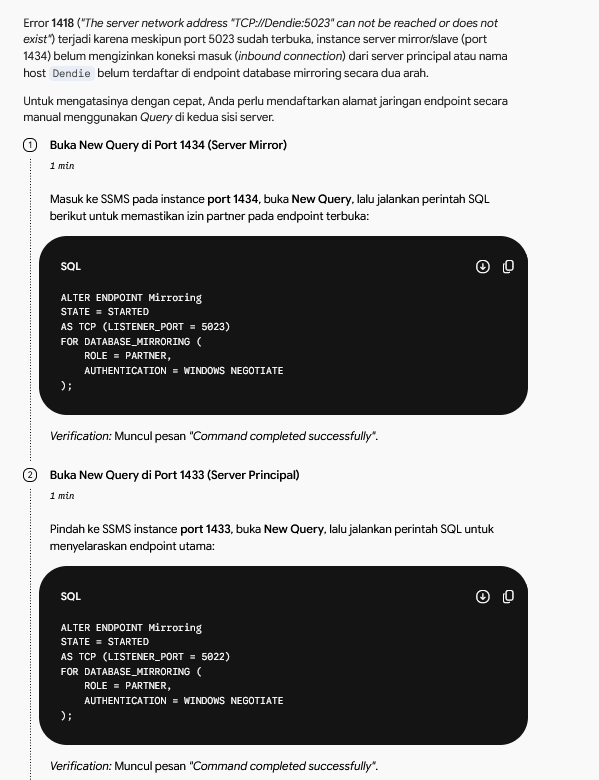 Error 1418 ("The server network address "TCP://Dendie:5023" can not be reached or does not
exist") terjadi karena meskipun port 5023 sudah terbuka, instance server mirror/slave (port
1434) belum mengizinkan koneksi masuk (inbound connection) dari server principal atau nama
host Dendie belum terdaftar di endpoint database mirroring secara dua arah.
Untuk mengatasinya dengan cepat, Anda perlu mendaftarkan alamat jaringan endpoint secara
manual menggunakan Query di kedua sisi server.
1 Buka New Query di Port 1434 (Server Mirror)
1 min
Masuk ke SSMS pada instance port 1434, buka New Query, lalu jalankan perintah SQL
berikut untuk memastikan izin partner pada endpoint terbuka:
SQL
ALTER ENDPOINT Mirroring
STATE = STARTED
AS TCP (LISTENER_PORT = 5023)
FOR DATABASE_MIRRORING (
    ROLE = PARTNER,
    AUTHENTICATION = WINDOWS NEGOTIATE
);
Verification: Muncul pesan "Command completed successfully".
2 Buka New Query di Port 1433 (Server Principal)
1 min
Pindah ke SSMS instance port 1433, buka New Query, lalu jalankan perintah SQL untuk
menyelaraskan endpoint utama:
SQL
ALTER ENDPOINT Mirroring
STATE = STARTED
AS TCP (LISTENER_PORT = 5022)
FOR DATABASE_MIRRORING (
    ROLE = PARTNER,
    AUTHENTICATION = WINDOWS NEGOTIATE
);
Verification: Muncul pesan "Command completed successfully".